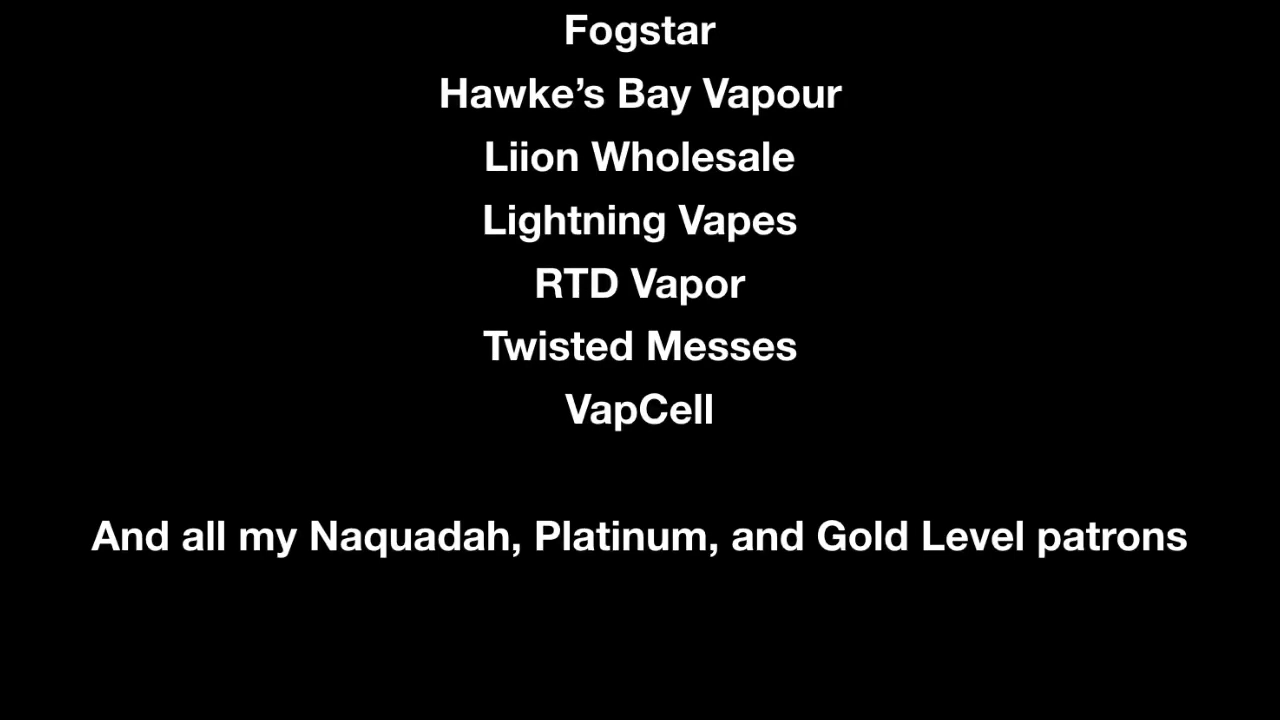 Fogstar
Hawke’s Bay Vapour
Liion Wholesale
Lightning Vapes
RTD Vapor
Twisted Messes
VapCell
And all my Naquadah, Platinum, and Gold Level patrons